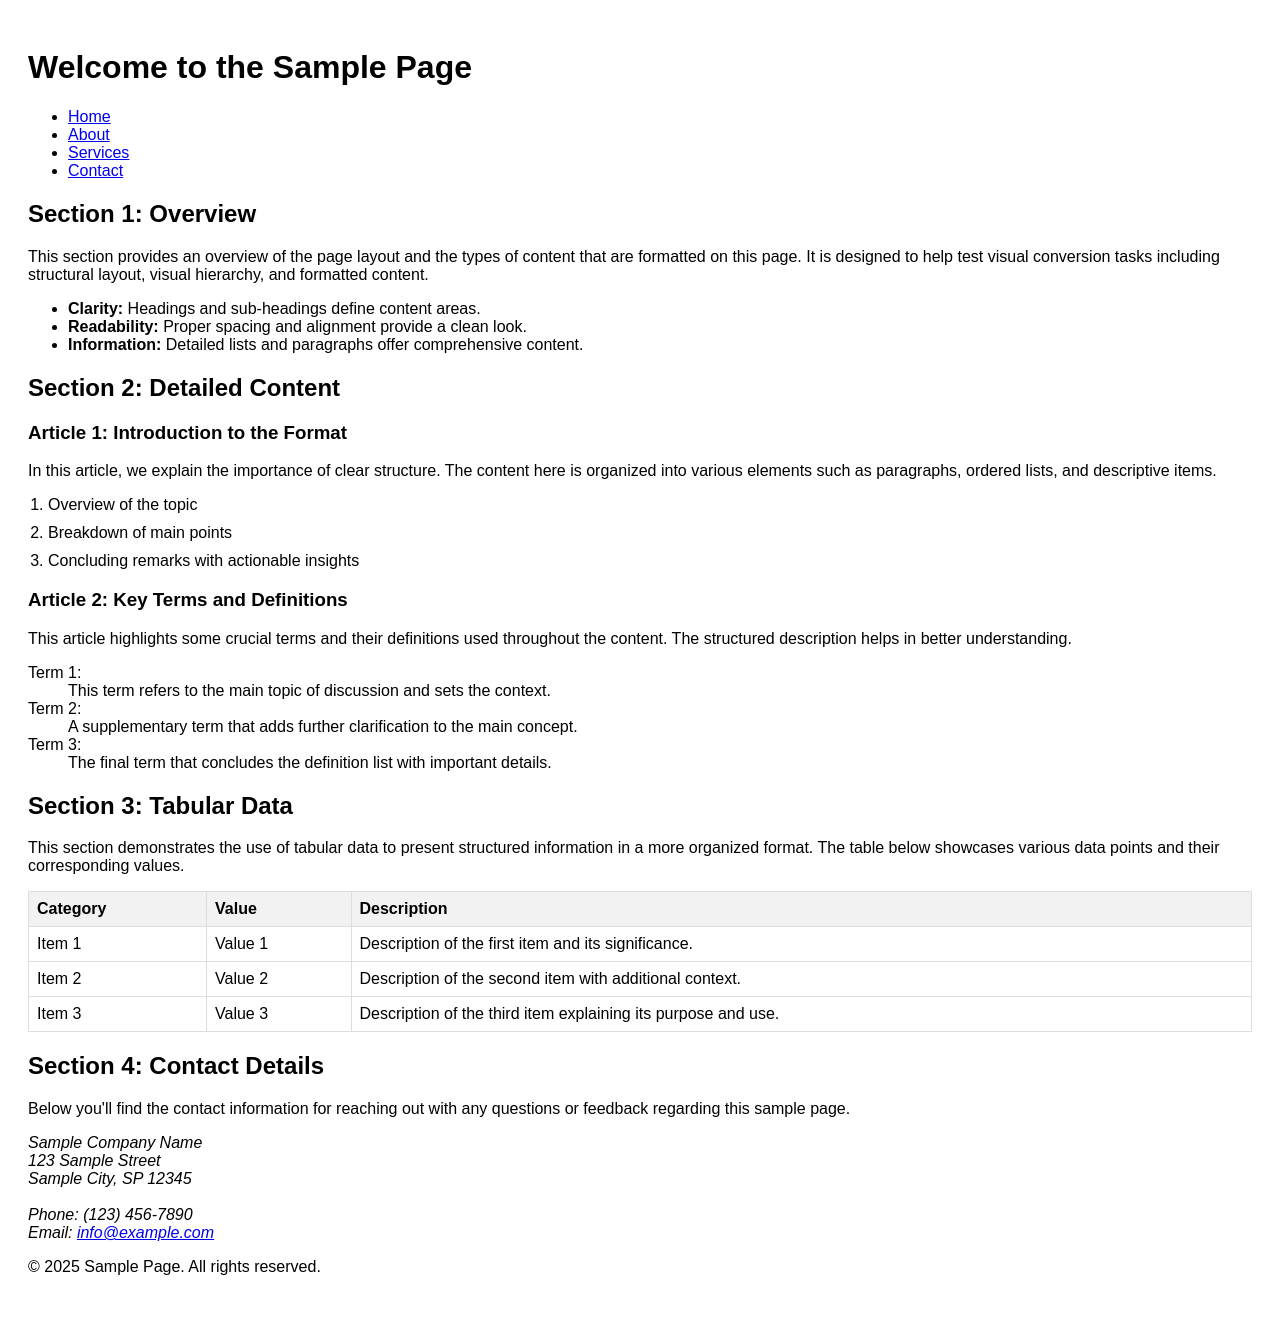 Welcome to the Sample Page
Home
About
Services
Contact
Section 1: Overview
This section provides an overview of the page layout and the types of content that are formatted on this page. It is designed to help test visual conversion tasks including
structural layout, visual hierarchy, and formatted content.
Clarity: Headings and sub-headings define content areas.
Readability: Proper spacing and alignment provide a clean look.
Information: Detailed lists and paragraphs offer comprehensive content.
Section 2: Detailed Content
Article 1: Introduction to the Format
In this article, we explain the importance of clear structure. The content here is organized into various elements such as paragraphs, ordered lists, and descriptive items.
1. Overview of the topic
2. Breakdown of main points
3. Concluding remarks with actionable insights
Article 2: Key Terms and Definitions
This article highlights some crucial terms and their definitions used throughout the content. The structured description helps in better understanding.
Term 1:
This term refers to the main topic of discussion and sets the context.
Term 2:
A supplementary term that adds further clarification to the main concept.
Term 3:
The final term that concludes the definition list with important details.
Section 3: Tabular Data
This section demonstrates the use of tabular data to present structured information in a more organized format. The table below showcases various data points and their
corresponding values.
Category Value Description
Item 1 Value 1 Description of the first item and its significance.
Item 2 Value 2 Description of the second item with additional context.
Item 3 Value 3 Description of the third item explaining its purpose and use.
Section 4: Contact Details
Below you'll find the contact information for reaching out with any questions or feedback regarding this sample page.
Sample Company Name
123 Sample Street
Sample City, SP 12345
Phone: (123) 456-7890
Email: info@example.com
© 2025 Sample Page. All rights reserved.